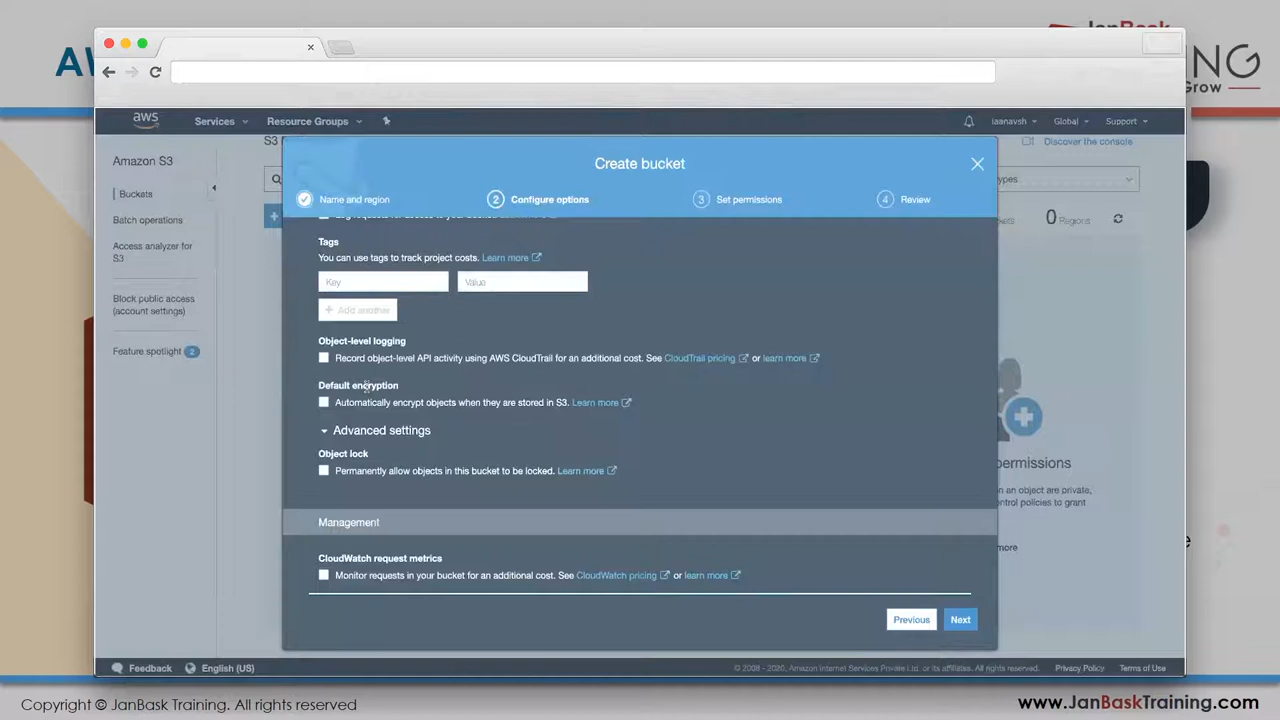 AW
JanBask
NING
Grow
aws
Services
Resource Groups
iaanavsh
Global
Support
Amazon S3
Buckets
Batch operations
Access analyzer for
S3
Block public access
(account settings)
Feature spotlight 2
S3
Discover the console
types
0 Regions
Create bucket
Name and region
2 Configure options
3 Set permissions
4 Review
Tags
You can use tags to track project costs. Learn more
Key
Value
+ Add another
Object-level logging
Record object-level API activity using AWS CloudTrail for an additional cost. See CloudTrail pricing or learn more
Default encryption
Automatically encrypt objects when they are stored in S3. Learn more
Advanced settings
Object lock
Permanently allow objects in this bucket to be locked. Learn more
Management
CloudWatch request metrics
Monitor requests in your bucket for an additional cost. See CloudWatch pricing or learn more
Previous
Next
permissions
on an object are private,
control policies to grant
more
e
Feedback
English (US)
© 2008 - 2020, Amazon Internet Services Private Ltd. or its affiliates. All rights reserved.
Privacy Policy
Terms of Use
Copyright © JanBask Training. All rights reserved
www.JanBaskTraining.com